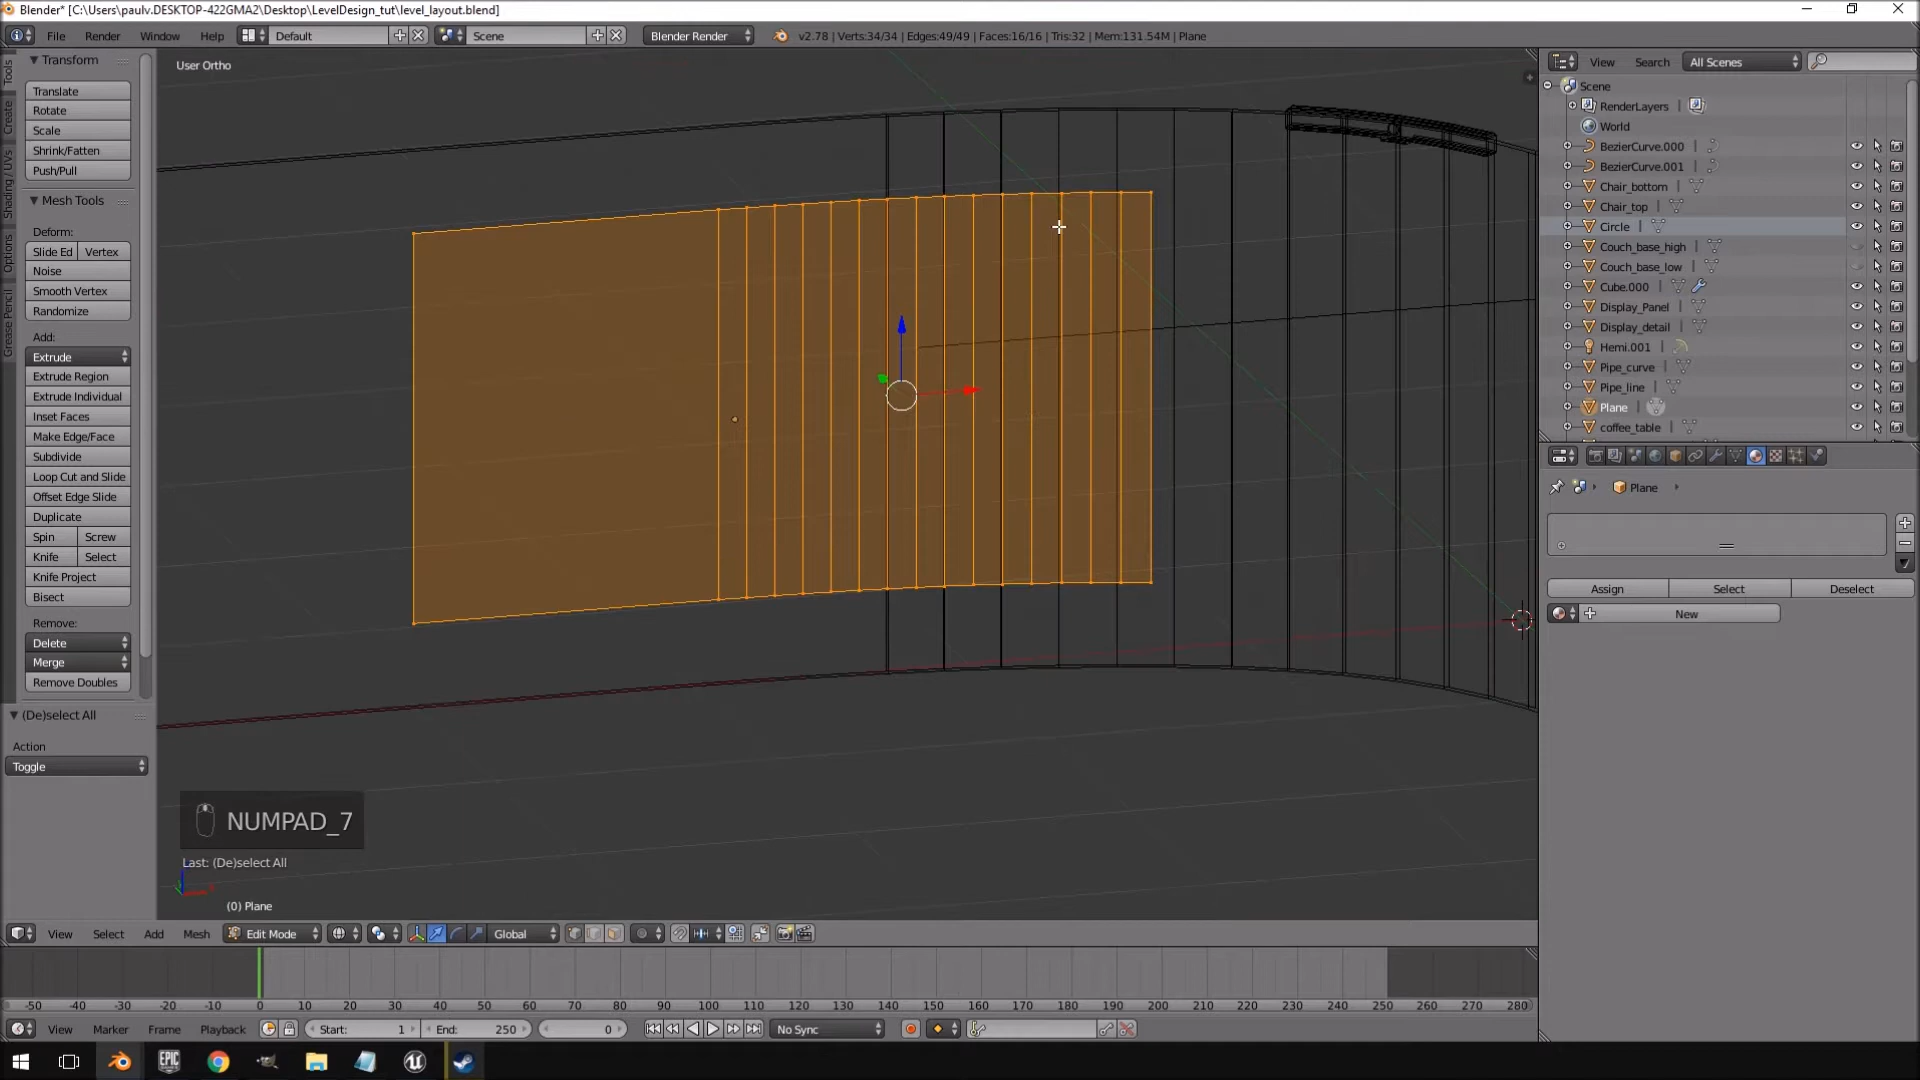 Blender* [C:\Users\paulv.DESKTOP-422GMA2\Desktop\LevelDesign_tut\level_layout.blend]
File Render Window Help Default Scene Blender Render v2.78 | Verts:34/34 | Edges:49/49 | Faces:16/16 | Tris:32 | Mem:131.54M | Plane
Tools
Create
Shading / UVs
Options
Grease Pencil
Transform
Translate
Rotate
Scale
Shrink/Fatten
Push/Pull
Mesh Tools
Deform:
Slide Ed Vertex
Noise
Smooth Vertex
Randomize
Add:
Extrude
Extrude Region
Extrude Individual
Inset Faces
Make Edge/Face
Subdivide
Loop Cut and Slide
Offset Edge Slide
Duplicate
Spin Screw
Knife Select
Knife Project
Bisect
Remove:
Delete
Merge
Remove Doubles
(De)select All
Action
Toggle
User Ortho
NUMPAD_7
Last: (De)select All
(0) Plane
View Select Add Mesh Edit Mode Global
-50 -40 -30 -20 -10 0 10 20 30 40 50 60 70 80 90 100 110 120 130 140 150 160 170 180 190 200 210 220 230 240 250 260 270 280
View Marker Frame Playback Start: 1 End: 250 0 No Sync
View Search All Scenes
Scene
RenderLayers
World
BezierCurve.000
BezierCurve.001
Chair_bottom
Chair_top
Circle
Couch_base_high
Couch_base_low
Cube.000
Display_Panel
Display_detail
Hemi.001
Pipe_curve
Pipe_line
Plane
coffee_table
Plane
Assign Select Deselect
New
EPIC